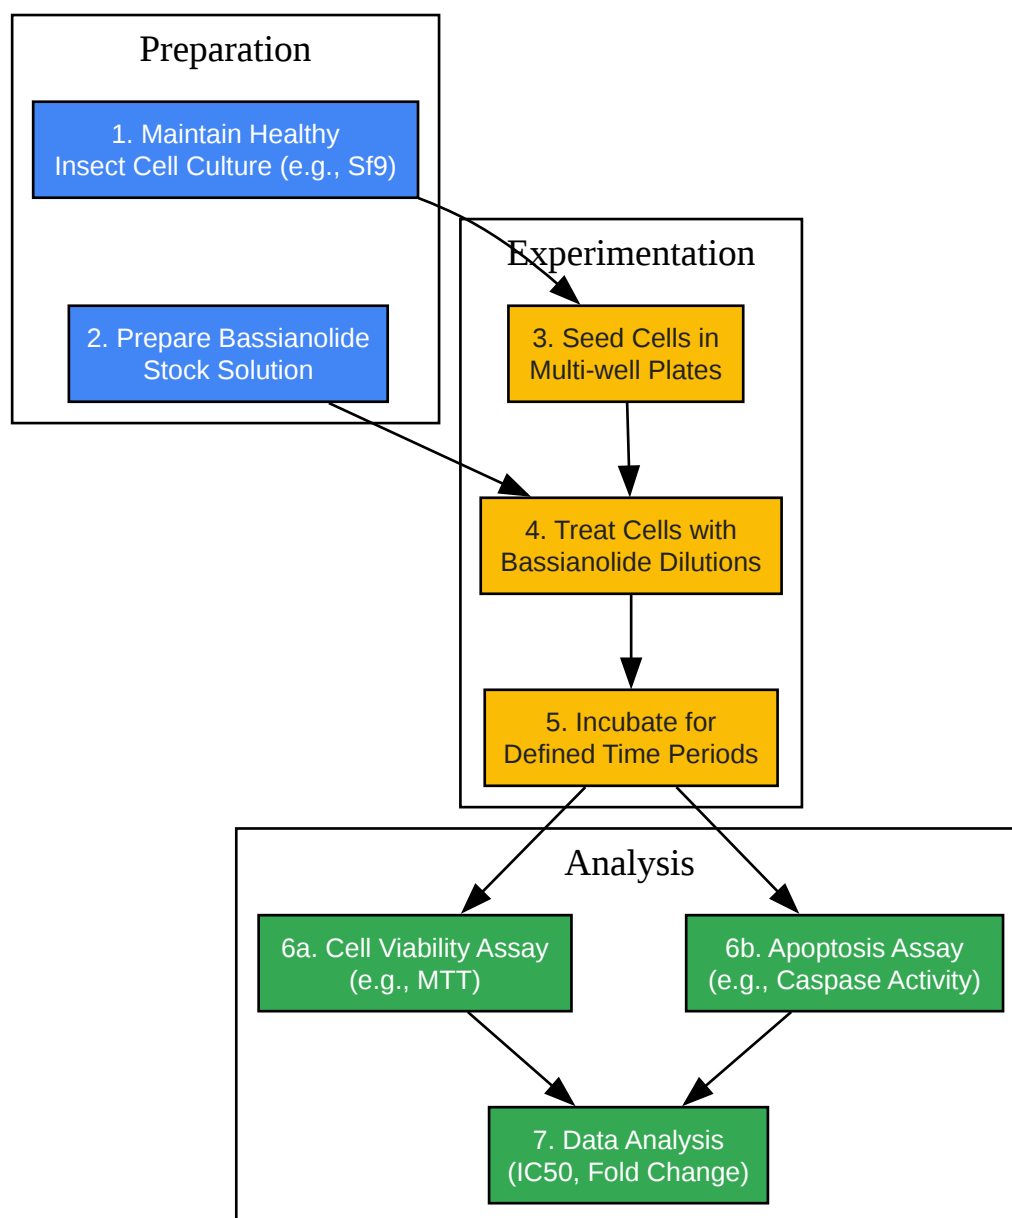 Preparation
1. Maintain Healthy
Insect Cell Culture (e.g., Sf9)
2. Prepare Bassianolide
Stock Solution
Experimentation
3. Seed Cells in
Multi-well Plates
4. Treat Cells with
Bassianolide Dilutions
5. Incubate for
Defined Time Periods
Analysis
6a. Cell Viability Assay
(e.g., MTT)
6b. Apoptosis Assay
(e.g., Caspase Activity)
7. Data Analysis
(IC50, Fold Change)